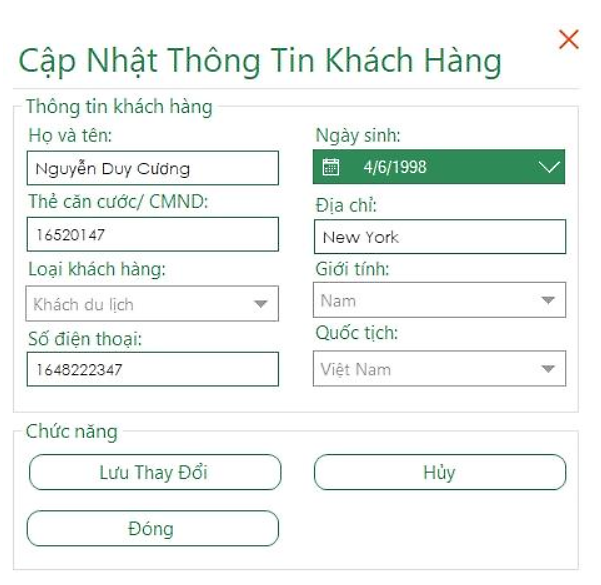 Cập Nhật Thông Tin Khách Hàng
Thông tin khách hàng
Họ và tên:
Nguyễn Duy Cương
Ngày sinh:
4/6/1998
Thẻ căn cước/ CMND:
16520147
Địa chỉ:
New York
Loại khách hàng:
Khách du lịch
Giới tính:
Nam
Số điện thoại:
1648222347
Quốc tịch:
Việt Nam
Chức năng
Lưu Thay Đổi
Hủy
Đóng